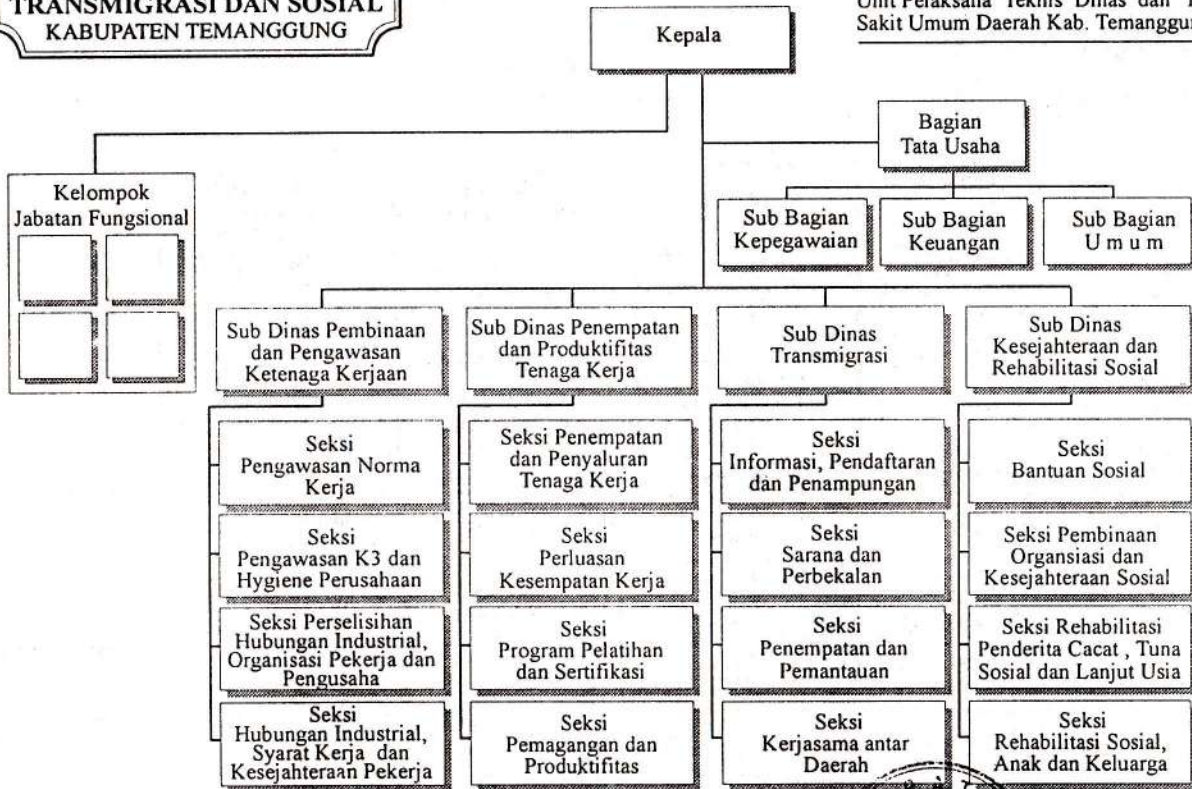 TRANSMIGRASI DAN SOSIAL
KABUPATEN TEMANGGUNG
Unit Pelaksana Teknis Dinas dan
Sakit Umum Daerah Kab.
Kepala
Bagian
Tata Usaha
Kelompok
Jabatan Fungsional
Sub Bagian
Kepegawaian
Sub Bagian
Keuangan
Sub Bagian
U m u m
Sub Dinas Pembinaan
dan Pengawasan
Ketenaga Kerjaan
Sub Dinas Penempatan
dan Produktifitas
Tenaga Kerja
Sub Dinas
Transmigrasi
Sub Dinas
Kesejahteraan dan
Rehabilitasi Sosial
Seksi
Pengawasan Norma
Kerja
Seksi Penempatan
dan Penyaluran
Tenaga Kerja
Seksi
Informasi, Pendaftaran
dan Penampungan
Seksi
Bantuan Sosial
Seksi
Pengawasan K3 dan
Hygiene Perusahaan
Seksi
Perluasan
Kesempatan Kerja
Seksi
Sarana dan
Perbekalan
Seksi Pembinaan
Organsiasi dan
Kesejahteraan Sosial
Seksi Perselisihan
Hubungan Industrial,
Organisasi Pekerja dan
Pengusaha
Seksi
Program Pelatihan
dan Sertifikasi
Seksi
Penempatan dan
Pemantauan
Seksi Rehabilitasi
Penderita Cacat , Tuna
Sosial dan Lanjut Usia
Seksi
Hubungan Industrial,
Syarat Kerja dan
Kesejahteraan Pekerja
Seksi
Pemagangan dan
Produktifitas
Seksi
Kerjasama antar
Daerah
Seksi
Rehabilitasi Sosial,
Anak dan Keluarga